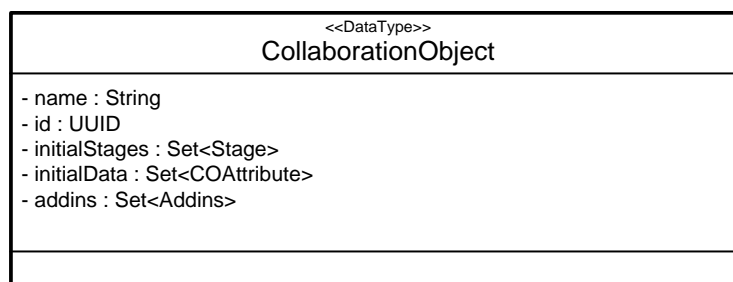 <<DataType>>
CollaborationObject
- name : String
- id : UUID
- initialStages : Set<Stage>
- initialData : Set<COAttribute>
- addins : Set<Addins>